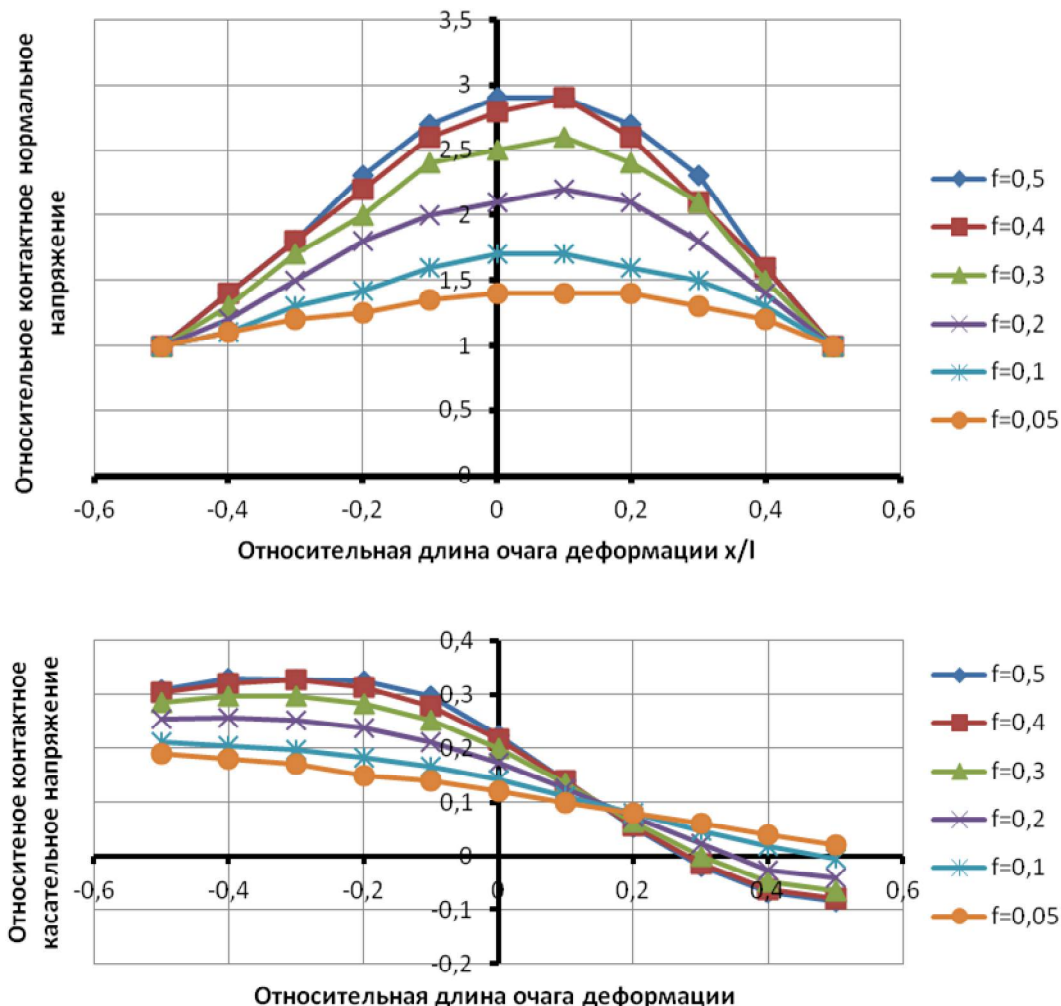 Относительное контактное нормальное
напряжение
3,5
3
2,5
2
1,5
1
0,5
0
-0,6
-0,4
-0,2
0
0,2
0,4
0,6
Относительная длина очага деформации x/l
f=0,5
f=0,4
f=0,3
f=0,2
f=0,1
f=0,05
Относитеное контактное
касательное напряжение
0,4
0,3
0,2
0,1
0
-0,1
-0,2
-0,6
-0,4
-0,2
0
0,2
0,4
0,6
Относительная длина очага деформации
f=0,5
f=0,4
f=0,3
f=0,2
f=0,1
f=0,05